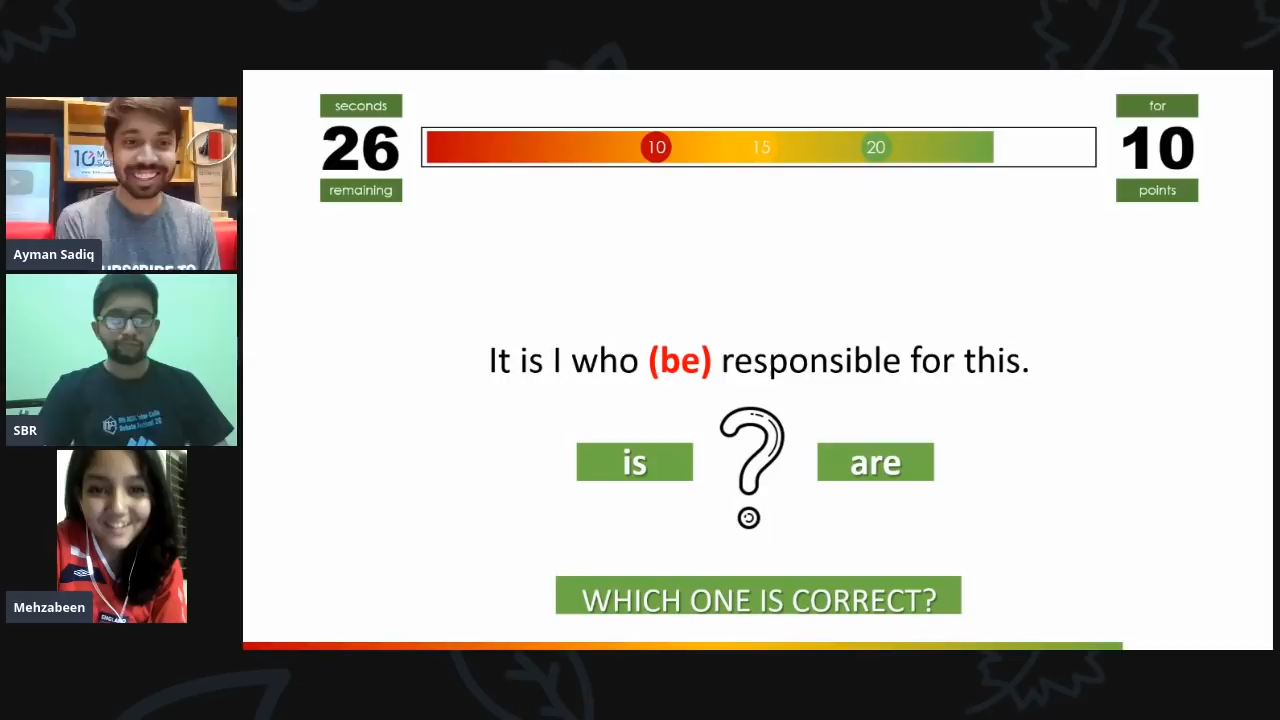 seconds
26
remaining
10
15
20
for
10
points
Ayman Sadiq
It is I who (be) responsible for this.
SBR
is
are
Mehzabeen
ENGLAND
WHICH ONE IS CORRECT?